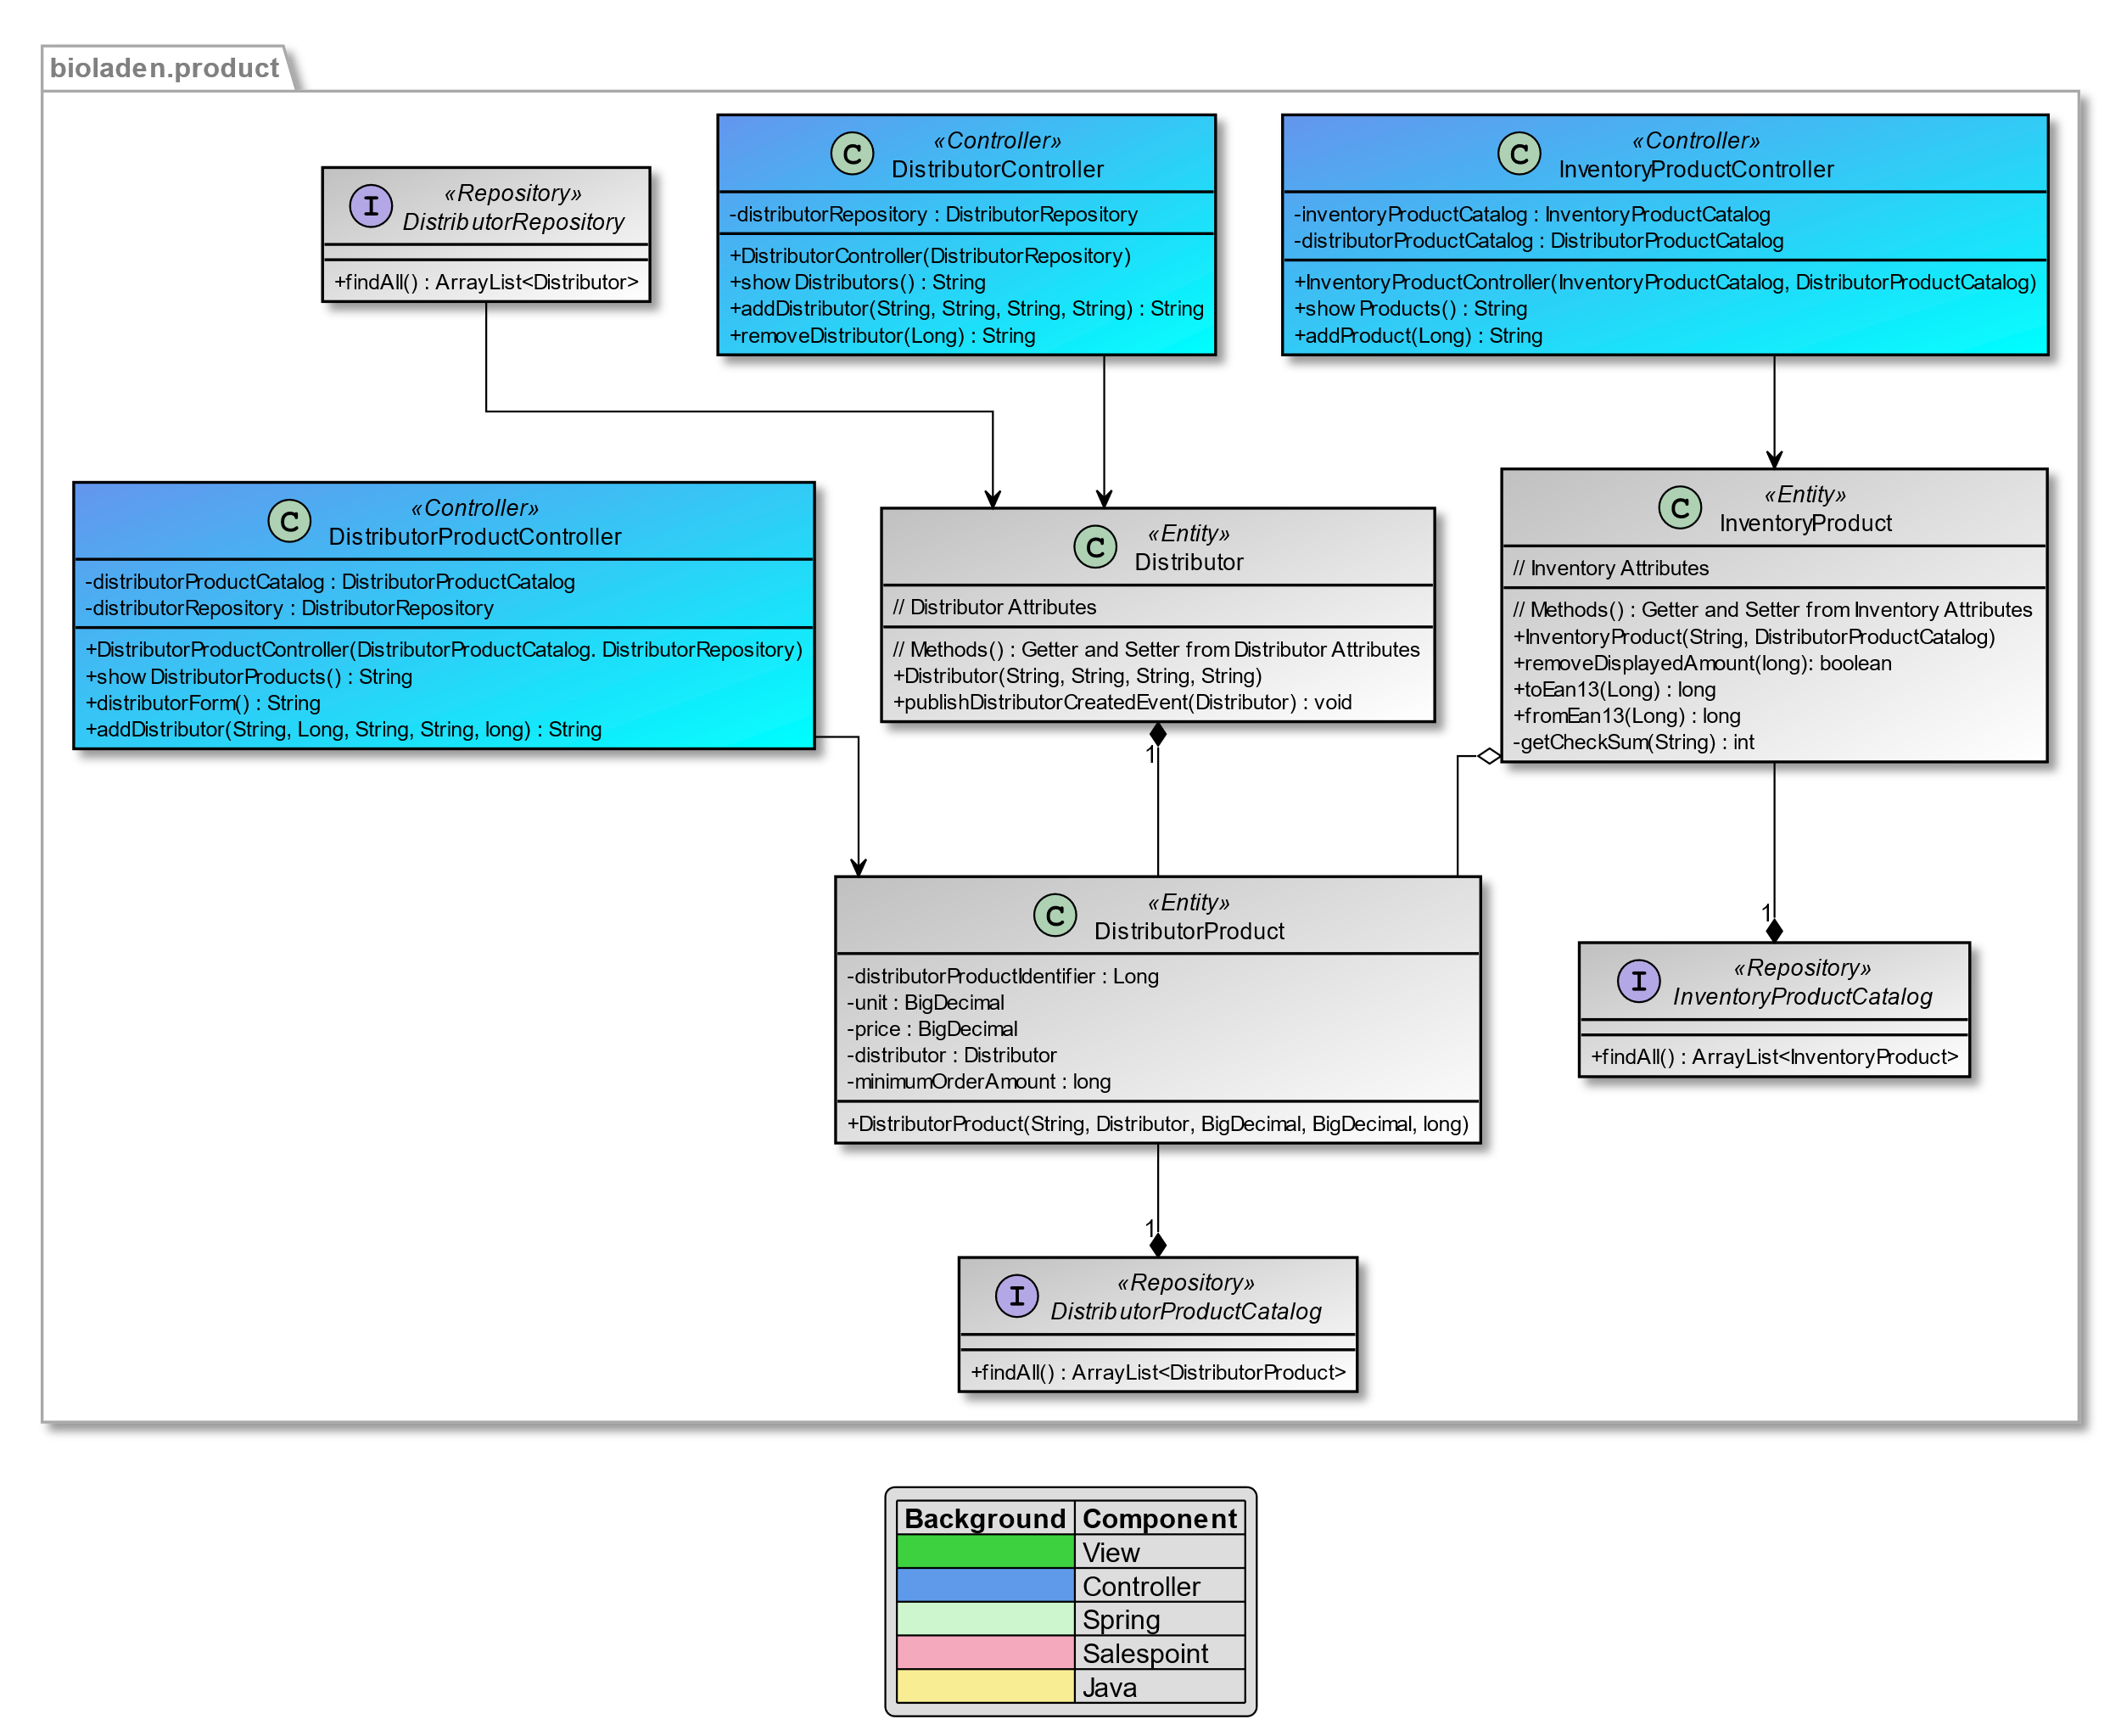 bioladen.product
«Repository»
DistributorRepository
+findAll() : ArrayList<Distributor>
«Controller»
DistributorController
-distributorRepository : DistributorRepository
+DistributorController(DistributorRepository)
+showDistributors() : String
+addDistributor(String, String, String, String) : String
+removeDistributor(Long) : String
«Controller»
InventoryProductController
-inventoryProductCatalog : InventoryProductCatalog
-distributorProductCatalog : DistributorProductCatalog
+InventoryProductController(InventoryProductCatalog, DistributorProductCatalog)
+showProducts() : String
+addProduct(Long) : String
«Controller»
DistributorProductController
-distributorProductCatalog : DistributorProductCatalog
-distributorRepository : DistributorRepository
+DistributorProductController(DistributorProductCatalog. DistributorRepository)
+showDistributorProducts() : String
+distributorForm() : String
+addDistributor(String, Long, String, String, long) : String
«Entity»
Distributor
// Distributor Attributes
// Methods() : Getter and Setter from Distributor Attributes
+Distributor(String, String, String, String)
+publishDistributorCreatedEvent(Distributor) : void
«Entity»
InventoryProduct
// Inventory Attributes
// Methods() : Getter and Setter from Inventory Attributes
+InventoryProduct(String, DistributorProductCatalog)
+removeDisplayedAmount(long): boolean
+toEan13(Long) : long
+fromEan13(Long) : long
-getCheckSum(String) : int
1
«Entity»
DistributorProduct
-distributorProductIdentifier : Long
-unit : BigDecimal
-price : BigDecimal
-distributor : Distributor
-minimumOrderAmount : long
+DistributorProduct(String, Distributor, BigDecimal, BigDecimal, long)
1
«Repository»
InventoryProductCatalog
+findAll() : ArrayList<InventoryProduct>
1
«Repository»
DistributorProductCatalog
+findAll() : ArrayList<DistributorProduct>
Background Component
View
Controller
Spring
Salespoint
Java